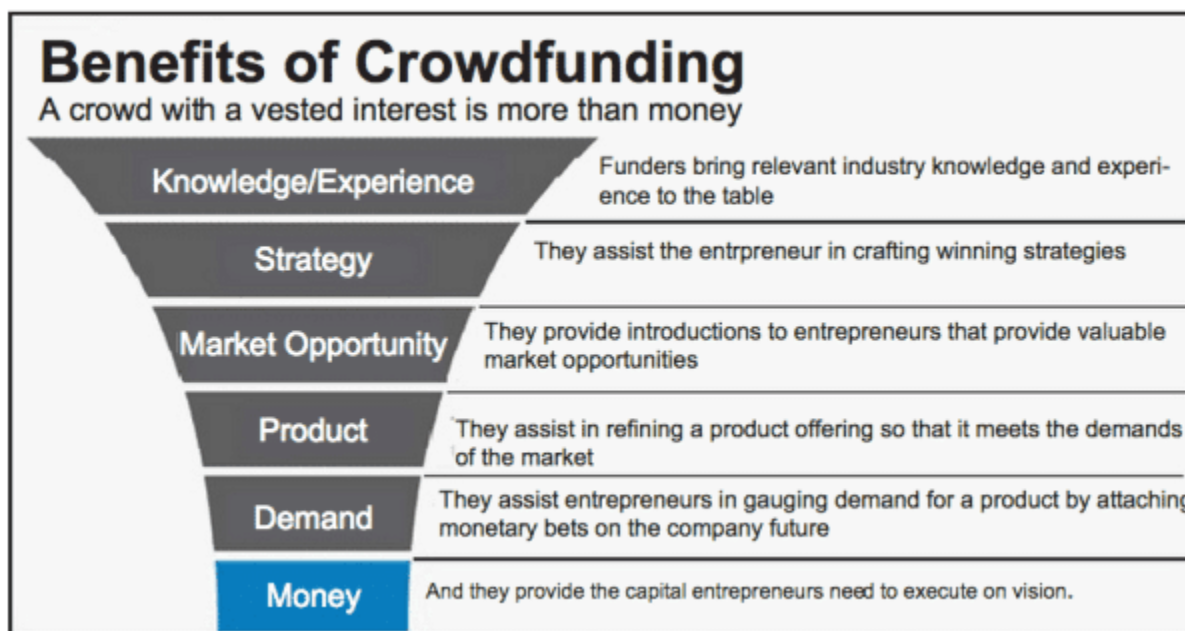 Benefits of Crowdfunding
A crowd with a vested interest is more than money
Knowledge/Experience
Funders bring relevant industry knowledge and experi-
ence to the table
Strategy
They assist the entrpreneur in crafting winning strategies
Market Opportunity
They provide introductions to entrepreneurs that provide valuable
market opportunities
Product
They assist in refining a product offering so that it meets the demands
of the market
Demand
They assist entrepreneurs in gauging demand for a product by attaching
monetary bets on the company future
Money
And they provide the capital entrepreneurs need to execute on vision.